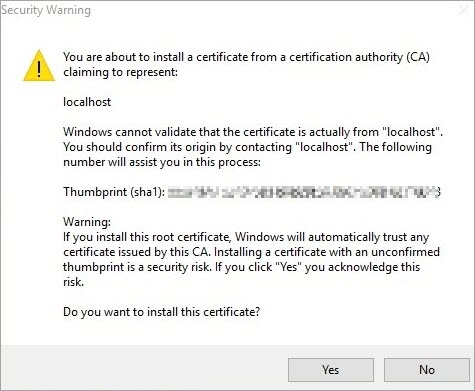 Security Warning
You are about to install a certificate from a certification authority (CA)
claiming to represent:
localhost
Windows cannot validate that the certificate is actually from "localhost".
You should confirm its origin by contacting "localhost". The following
number will assist you in this process:
Thumbprint (sha1):
Warning:
If you install this root certificate, Windows will automatically trust any
certificate issued by this CA. Installing a certificate with an unconfirmed
thumbprint is a security risk. If you click "Yes" you acknowledge this
risk.
Do you want to install this certificate?
Yes
No